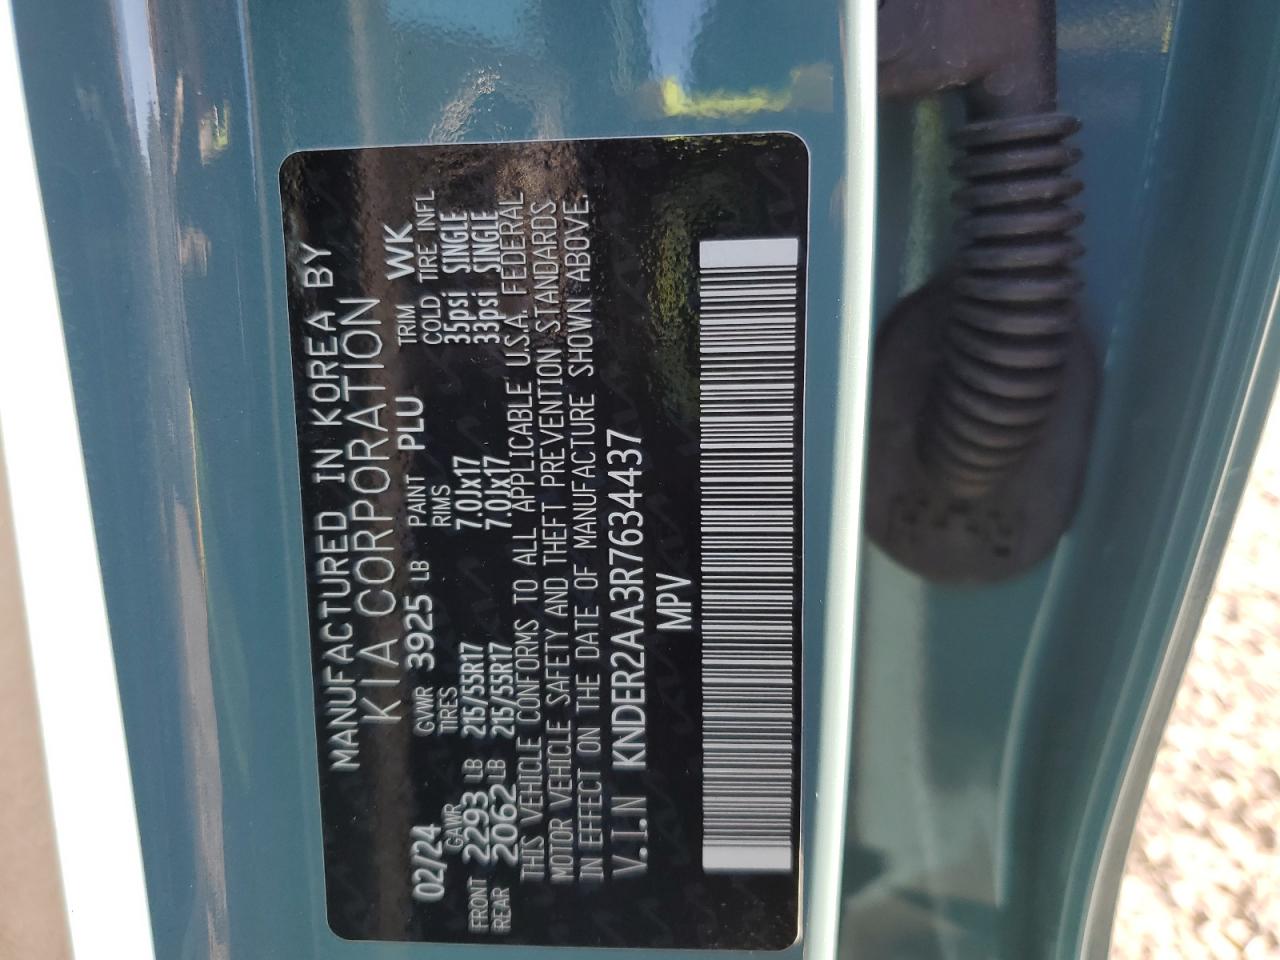 MANUFACTURED IN KOREA BY
KIA CORPORATION
02/24 GVWR 3925 LB PAINT PLU TRIM WK
GAWR TIRES RIMS COLD TIRE INFL
FRONT 2293 LB 215/55R17 7.0Jx17 35psi SINGLE
REAR 2062 LB 215/55R17 7.0Jx17 33psi SINGLE
THIS VEHICLE CONFORMS TO ALL APPLICABLE U.S.A. FEDERAL
MOTOR VEHICLE SAFETY AND THEFT PREVENTION STANDARDS
IN EFFECT ON THE DATE OF MANUFACTURE SHOWN ABOVE.
V.I.N KNDER2AA3R7634437
MPV